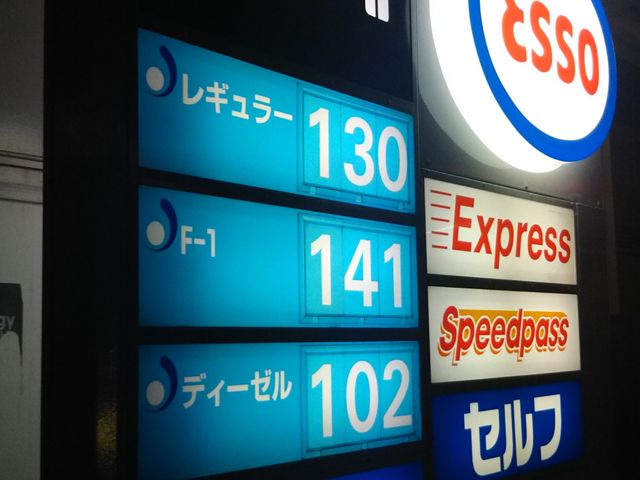 レギュラー 130
F-1 141
ディーゼル 102
ESSO
Express
Speedpass
セルフ
gy